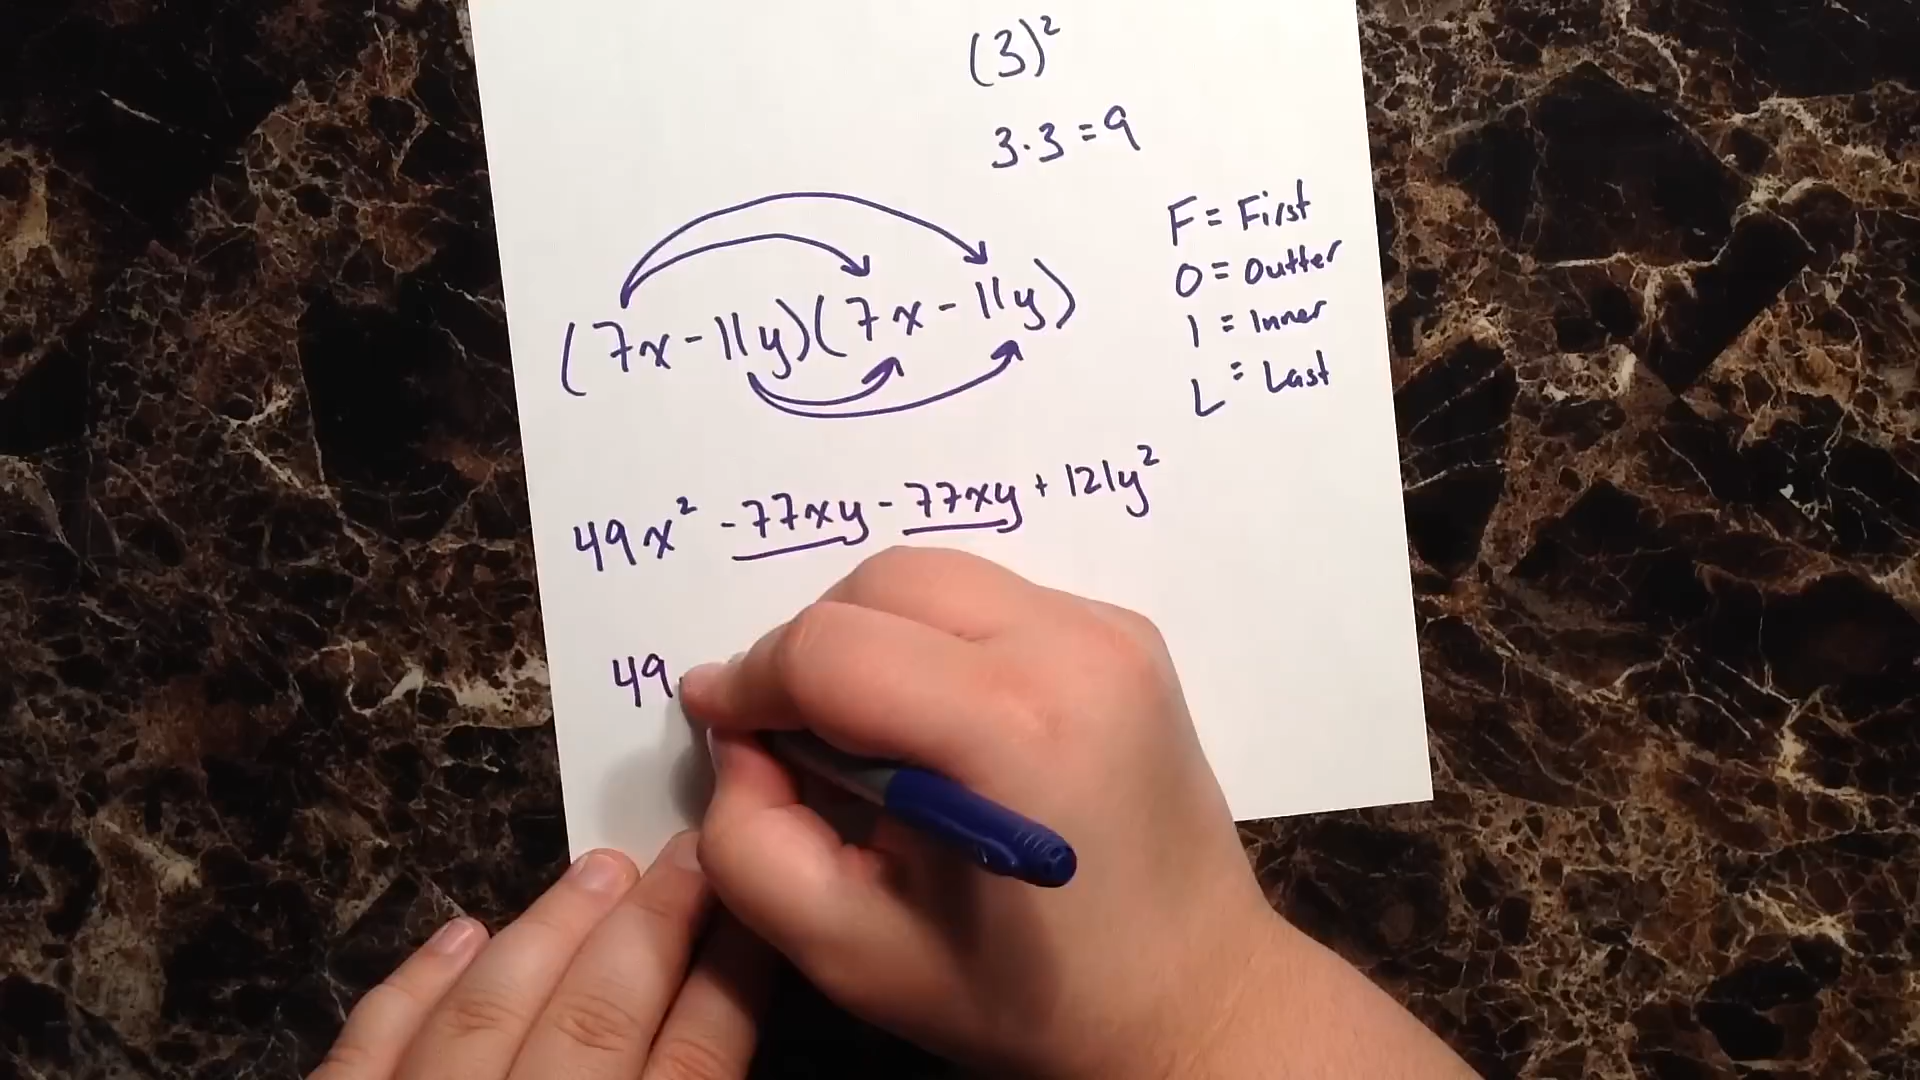 (3)²
3·3=9
F = First
O = Outter
I = Inner
L = Last
(7x-11y)(7x-11y)
49x² -77xy - 77xy + 121y²
49